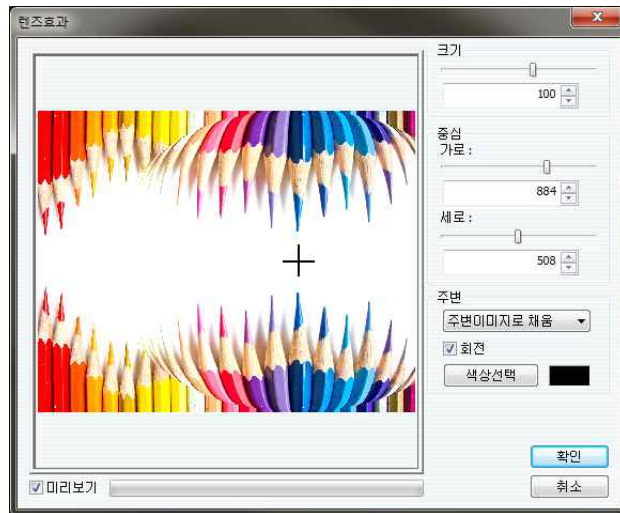 렌즈효과
크기
100
중심
가로 :
884
세로 :
508
주변
주변이미지로 채움
회전
색상선택
확인
미리보기
취소